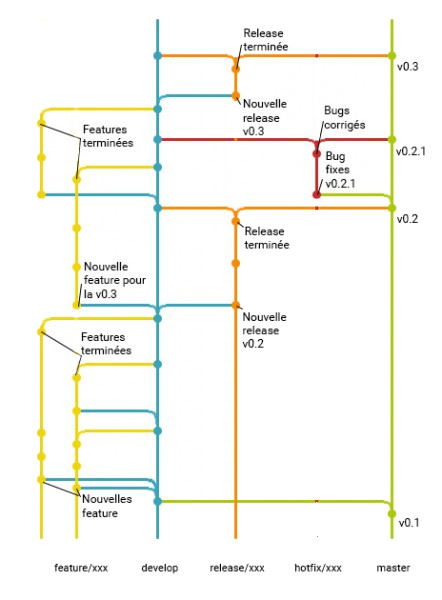 Release
terminée
v0.3
Nouvelle
release
v0.3
Bugs
corrigés
Features
terminées
v0.2.1
Bug
fixes
v0.2.1
v0.2
Release
terminée
Nouvelle
feature pour
la v0.3
Nouvelle
release
v0.2
Features
terminées
Nouvelles
feature
v0.1
feature/xxx develop release/xxx hotfix/xxx master